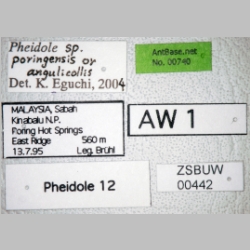 Pheidole sp.
poringensis or
angulicollis
Det. K. Eguchi, 2004
AntBase.net
No. 00740
MALAYSIA, Sabah
Kinabalu N.P.
Poring Hot Springs
East Ridge 560 m
13.7.95 Leg. Brühl
AW 1
Pheidole 12
ZSBUW
00442